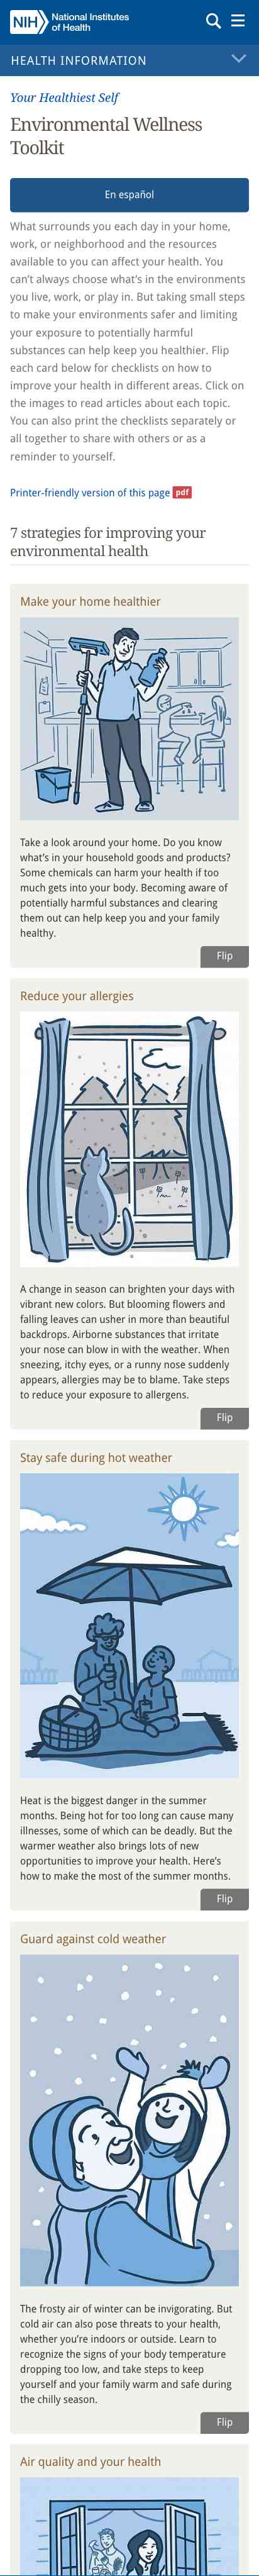 NIH
National Institutes
of Health
HEALTH INFORMATION
Your Healthiest Self
Environmental Wellness
Toolkit
En español
What surrounds you each day in your home,
work, or neighborhood and the resources
available to you can affect your health. You
can't always choose what's in the environments
you live, work, or play in. But taking small steps
to make your environments safer and limiting
your exposure to potentially harmful
substances can help keep you healthier. Flip
each card below for checklists on how to
improve your health in different areas. Click on
the images to read articles about each topic.
You can also print the checklists separately or
all together to share with others or as a
reminder to yourself.
Printer-friendly version of this page pdf
7 strategies for improving your
environmental health
Make your home healthier
Take a look around your home. Do you know
what's in your household goods and products?
Some chemicals can harm your health if too
much gets into your body. Becoming aware of
potentially harmful substances and clearing
them out can help keep you and your family
healthy.
Flip
Reduce your allergies
A change in season can brighten your days with
vibrant new colors. But blooming flowers and
falling leaves can usher in more than beautiful
backdrops. Airborne substances that irritate
your nose can blow in with the weather. When
sneezing, itchy eyes, or a runny nose suddenly
appears, allergies may be to blame. Take steps
to reduce your exposure to allergens.
Flip
Stay safe during hot weather
Heat is the biggest danger in the summer
months. Being hot for too long can cause many
illnesses, some of which can be deadly. But the
warmer weather also brings lots of new
opportunities to improve your health. Here's
how to make the most of the summer months.
Flip
Guard against cold weather
The frosty air of winter can be invigorating. But
cold air can also pose threats to your health,
whether you're indoors or outside. Learn to
recognize the signs of your body temperature
dropping too low, and take steps to keep
yourself and your family warm and safe during
the chilly season.
Flip
Air quality and your health